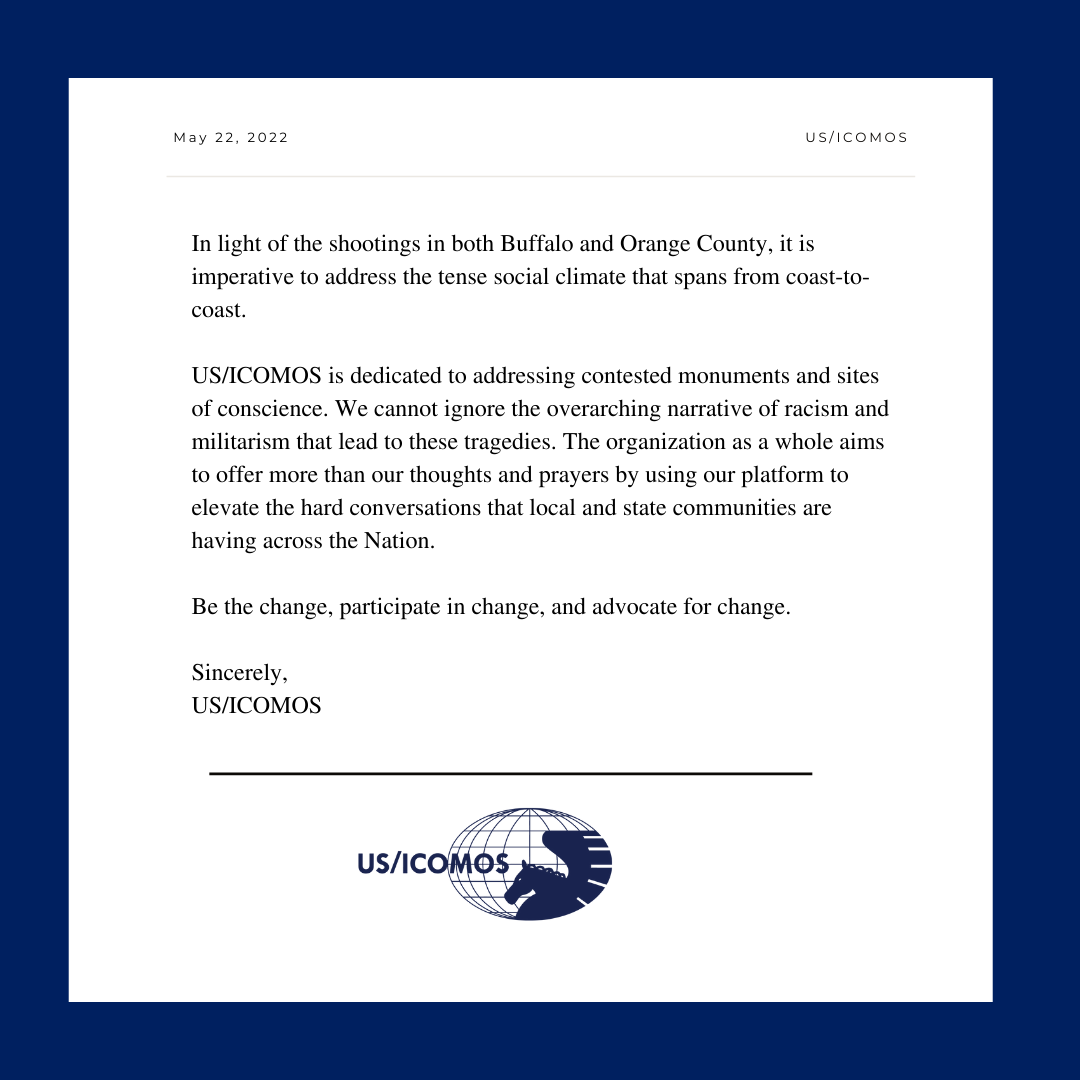 May 22, 2022
US/ICOMOS
In light of the shootings in both Buffalo and Orange County, it is
imperative to address the tense social climate that spans from coast-to-
coast.
US/ICOMOS is dedicated to addressing contested monuments and sites
of conscience. We cannot ignore the overarching narrative of racism and
militarism that lead to these tragedies. The organization as a whole aims
to offer more than our thoughts and prayers by using our platform to
elevate the hard conversations that local and state communities are
having across the Nation.
Be the change, participate in change, and advocate for change.
Sincerely,
US/ICOMOS
US/ICOMOS